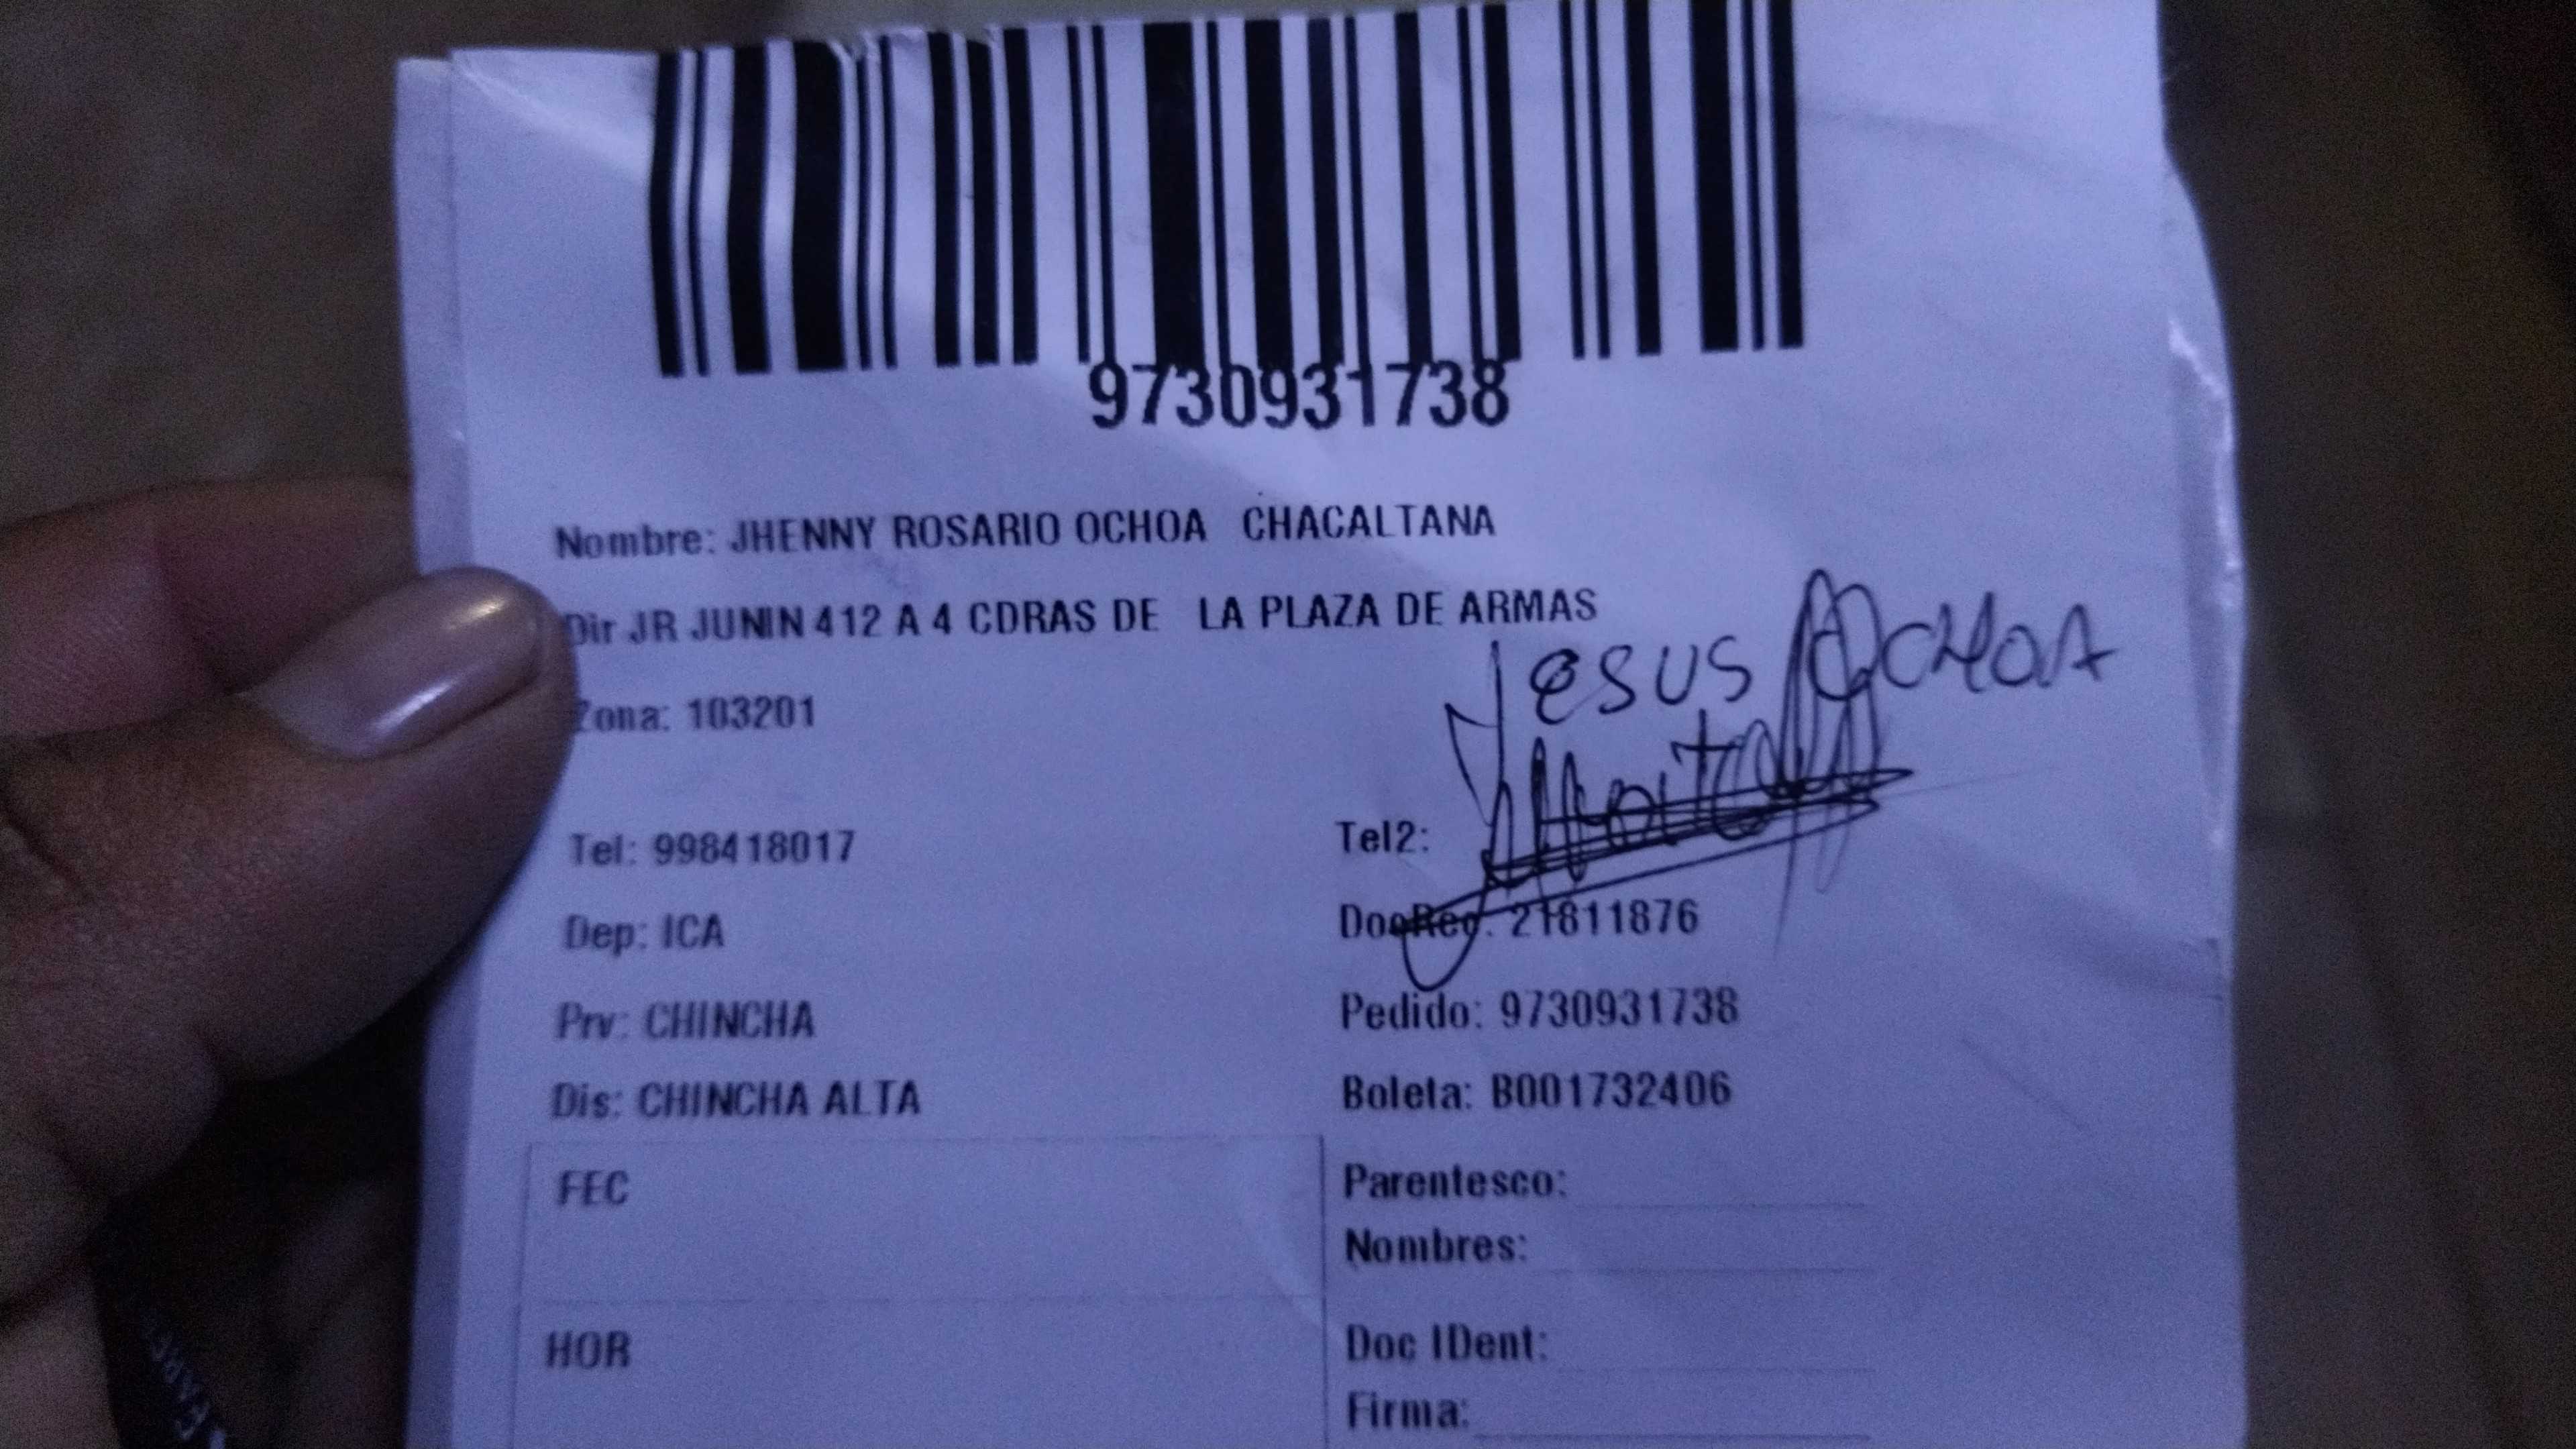 9730931738
Nombre: JHENNY ROSARIO OCHOA CHACALTANA
Dir JR JUNIN 412 A 4 CDRAS DE LA PLAZA DE ARMAS
JESUS OCHOA
Zona: 103201
Tel: 998418017
Tel2:
Dep: ICA
DocRec: 21811876
Prv: CHINCHA
Pedido: 9730931738
Dis: CHINCHA ALTA
Boleta: B001732406
FEC
Parentesco:
Nombres:
HOR
Doc IDent:
Firma: